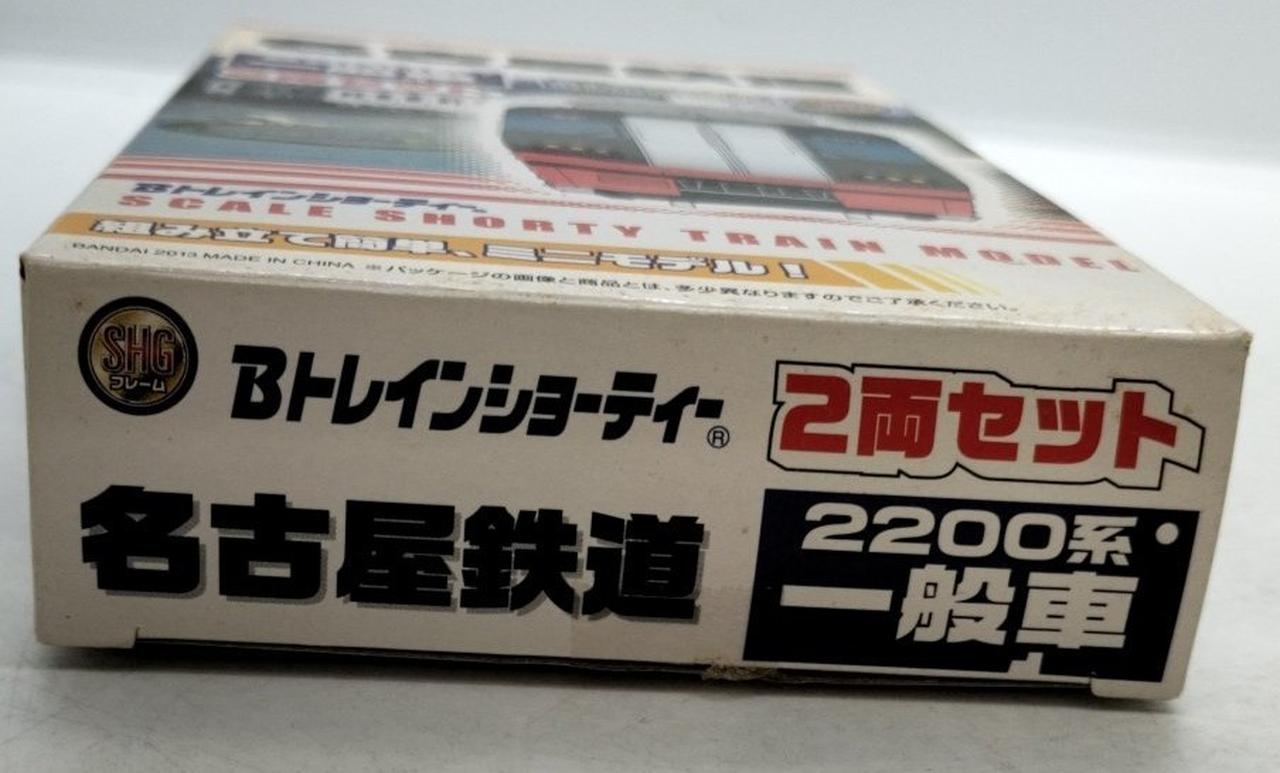 Bトレインショーティー®
SCALE SHORTY TRAIN MODEL
組み立て簡単、ミニモデル！
BANDAI 2013 MADE IN CHINA ※パッケージの画像と商品とは、多少異なりますのでご了承ください。
SHG
フレーム
Bトレインショーティー®
2両セット
名古屋鉄道
2200系・
一般車